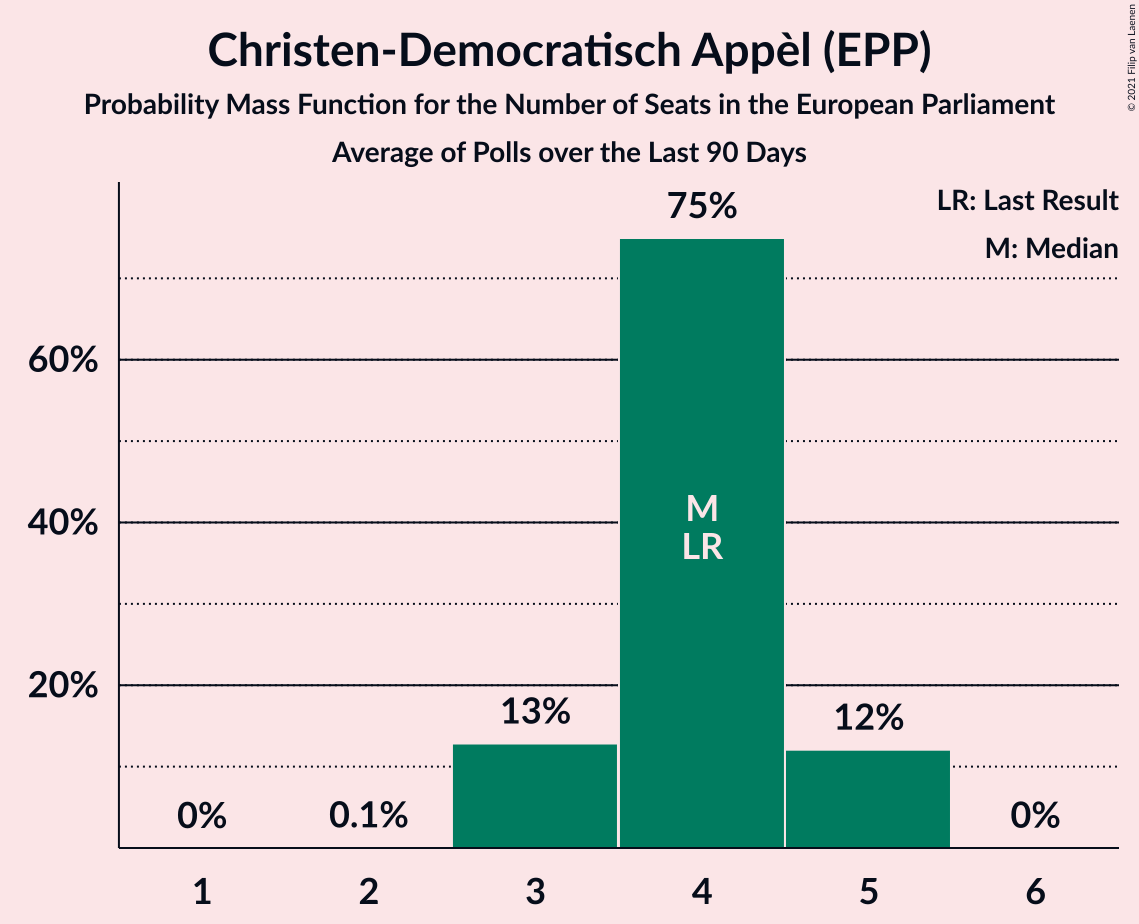 Christen-Democratisch Appèl (EPP)
Probability Mass Function for the Number of Seats in the European Parliament
Average of Polls over the Last 90 Days
© 2021 Filip van Laenen
LR: Last Result
M: Median
75%
60%
40%
20%
M
LR
13%
12%
0%
0.1%
0%
1 2 3 4 5 6